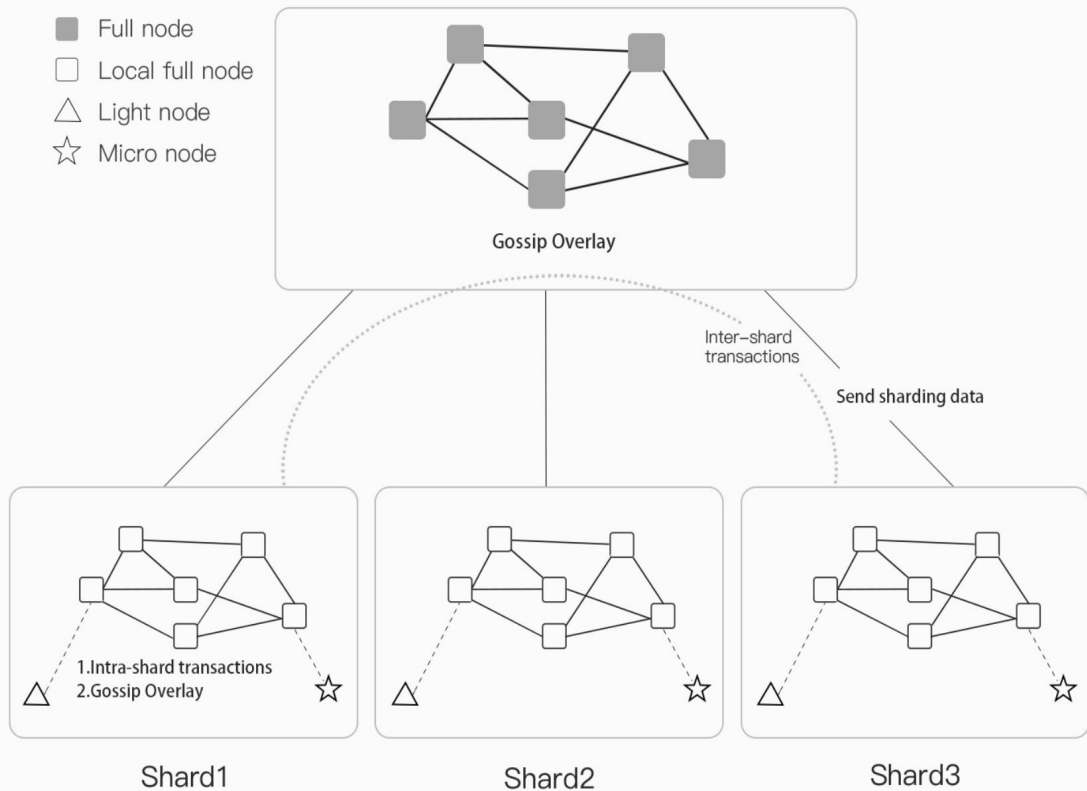 Full node
Local full node
Light node
Micro node
Gossip Overlay
Inter-shard
transactions
Send sharding data
1.Intra-shard transactions
2.Gossip Overlay
Shard1
Shard2
Shard3